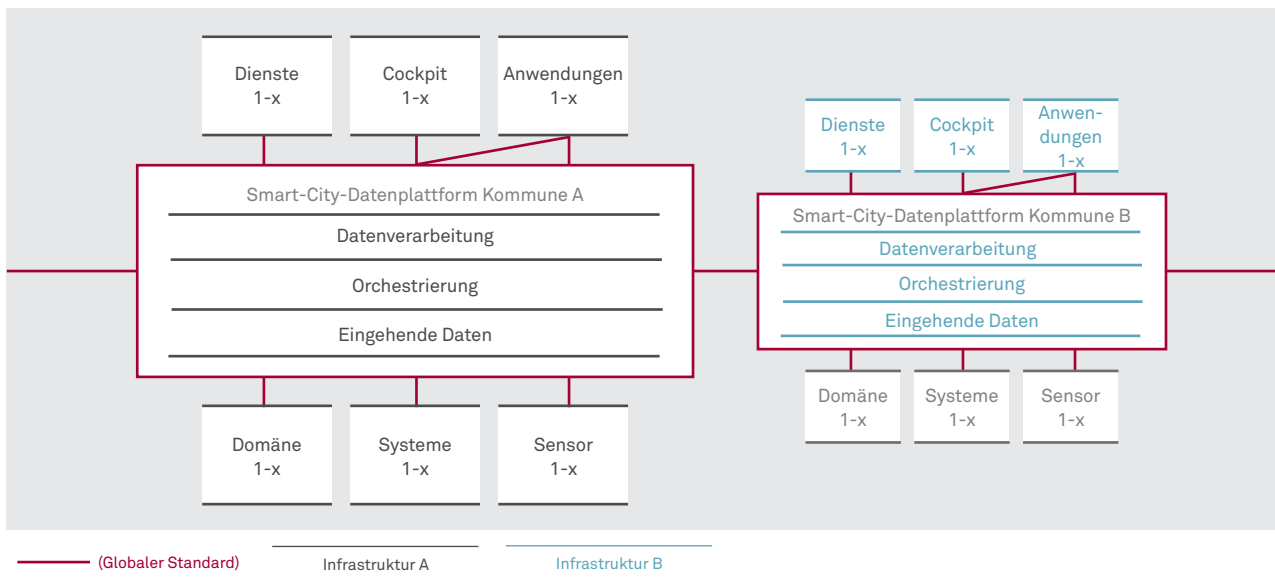 Dienste
1-x
Cockpit
1-x
Anwendungen
1-x
Smart-City-Datenplattform Kommune A
Datenverarbeitung
Orchestrierung
Eingehende Daten
Domäne
1-x
Systeme
1-x
Sensor
1-x
Dienste
1-x
Cockpit
1-x
Anwen-
dungen
1-x
Smart-City-Datenplattform Kommune B
Datenverarbeitung
Orchestrierung
Eingehende Daten
Domäne
1-x
Systeme
1-x
Sensor
1-x
(Globaler Standard)
Infrastruktur A
Infrastruktur B